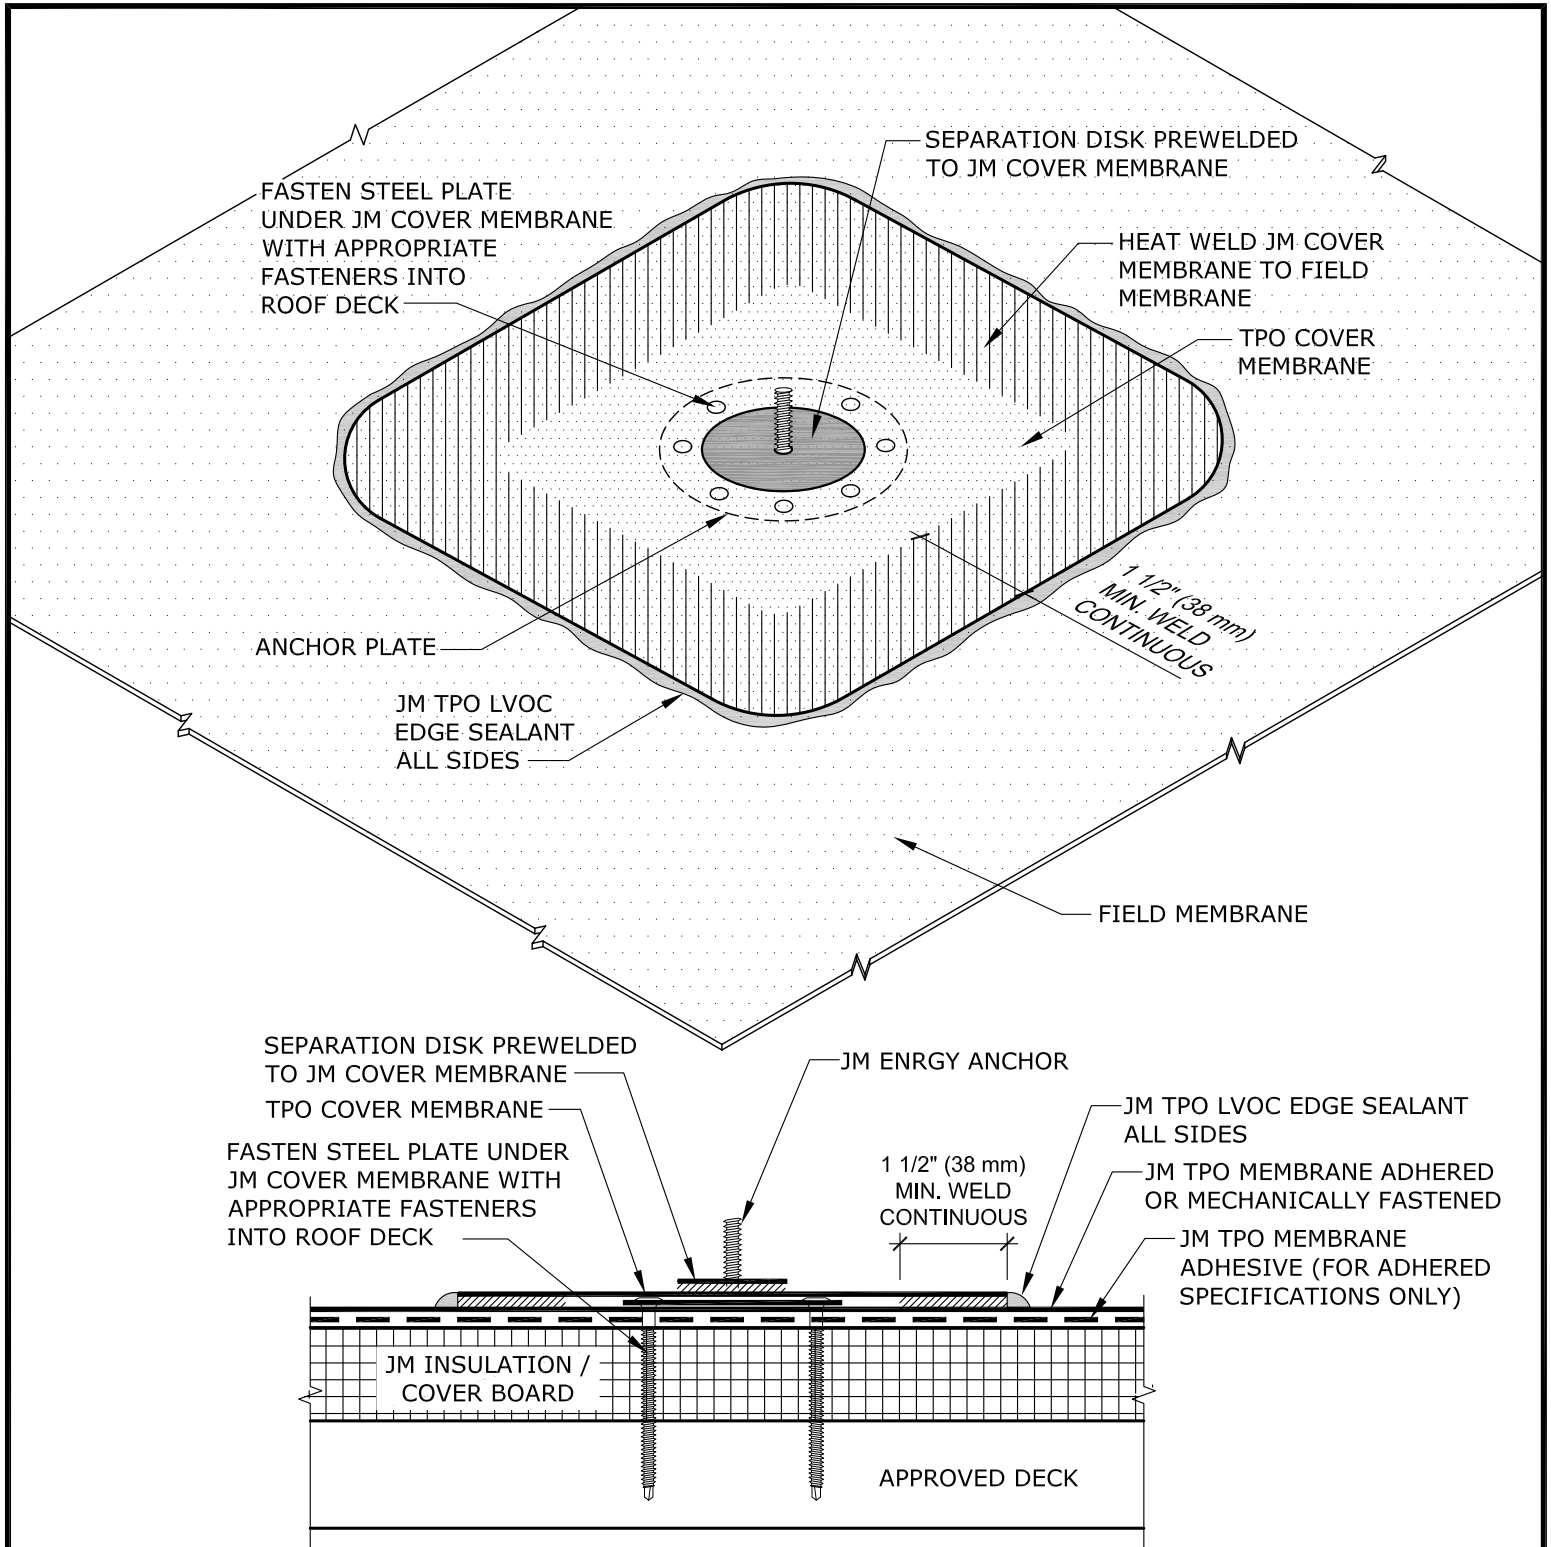 SEPARATION DISK PREWELDED
TO JM COVER MEMBRANE
FASTEN STEEL PLATE
UNDER JM COVER MEMBRANE
WITH APPROPRIATE
FASTENERS INTO
ROOF DECK
HEAT WELD JM COVER
MEMBRANE TO FIELD
MEMBRANE
TPO COVER
MEMBRANE
1 1/2" (38 mm)
MIN. WELD
CONTINUOUS
ANCHOR PLATE
JM TPO LVOC
EDGE SEALANT
ALL SIDES
FIELD MEMBRANE
SEPARATION DISK PREWELDED
TO JM COVER MEMBRANE
TPO COVER MEMBRANE
FASTEN STEEL PLATE UNDER
JM COVER MEMBRANE WITH
APPROPRIATE FASTENERS
INTO ROOF DECK
JM ENRGY ANCHOR
1 1/2" (38 mm)
MIN. WELD
CONTINUOUS
JM TPO LVOC EDGE SEALANT
ALL SIDES
JM TPO MEMBRANE ADHERED
OR MECHANICALLY FASTENED
JM TPO MEMBRANE
ADHESIVE (FOR ADHERED
SPECIFICATIONS ONLY)
JM INSULATION /
COVER BOARD
APPROVED DECK